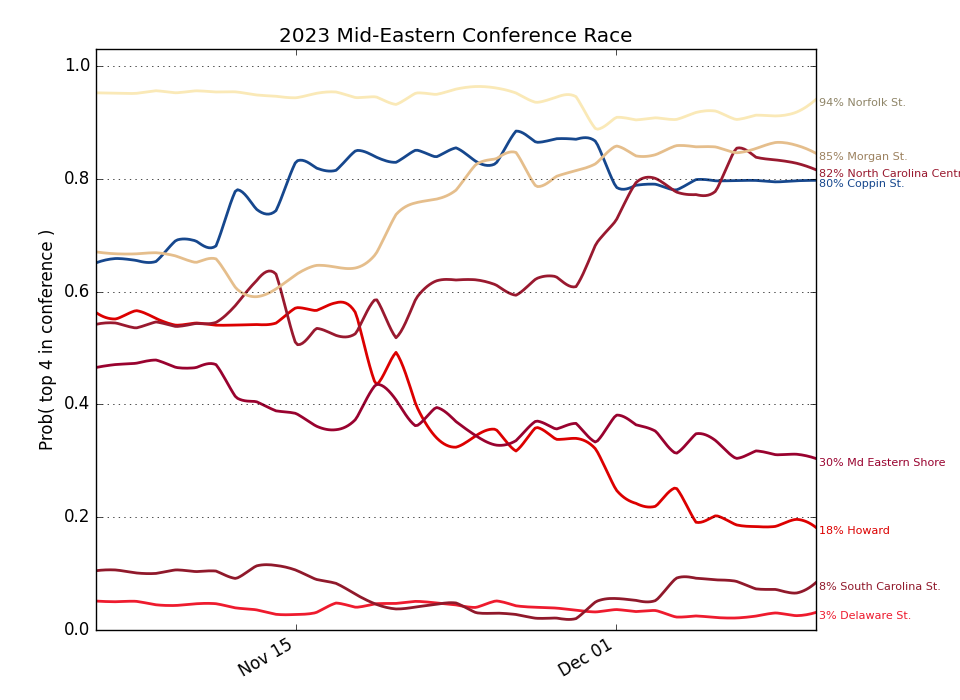 2023 Mid-Eastern Conference Race
Prob( top 4 in conference )
1.0
0.8
0.6
0.4
0.2
0.0
Nov 15
Dec 01
94% Norfolk St.
85% Morgan St.
82% North Carolina Centr
80% Coppin St.
30% Md Eastern Shore
18% Howard
8% South Carolina St.
3% Delaware St.